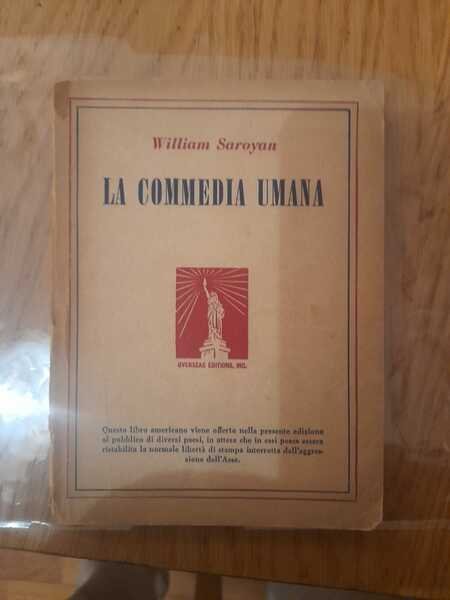 William Saroyan
LA COMMEDIA UMANA
OVERSEAS EDITIONS, INC.
Questo libro americano viene offerto nella presente edizione
al pubblico di diversi paesi, in attesa che in essi possa essere
ristabilita la normale libertà di stampa interrotta dall'aggres-
sione dell'Asse.